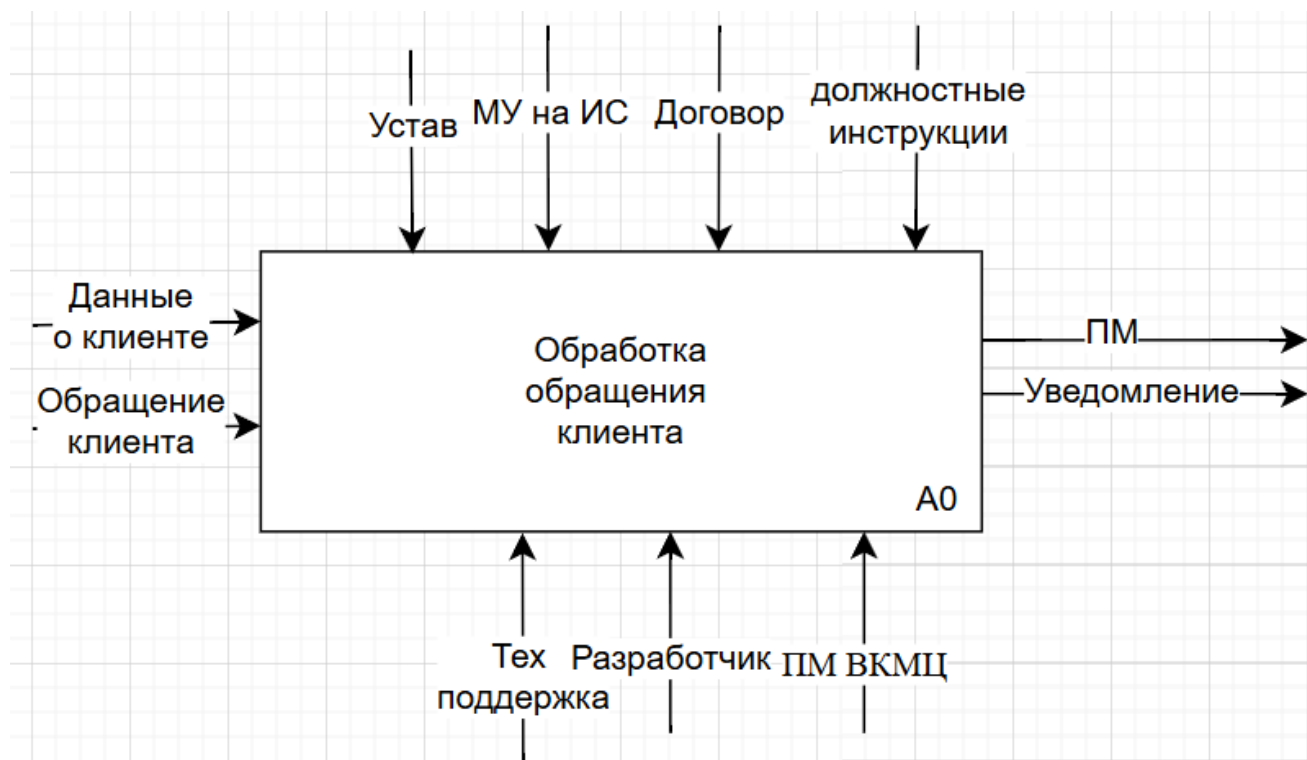 Устав
МУ на ИС
Договор
должностные
инструкции
Данные
о клиенте
Обращение
клиента
Обработка
обращения
клиента
А0
ПМ
Уведомление
Тех
поддержка
Разработчик
ПМ ВКМЦ